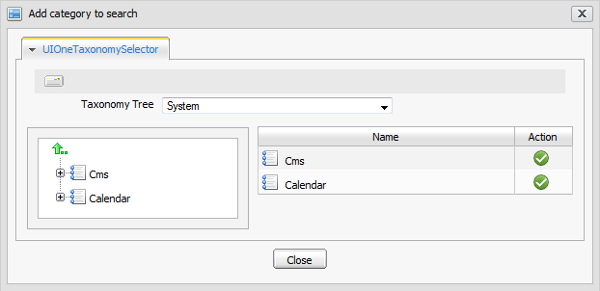 Add category to search
UIOneTaxonomySelector
Taxonomy Tree System
Name Action
Cms
Calendar
Cms
Calendar
Close